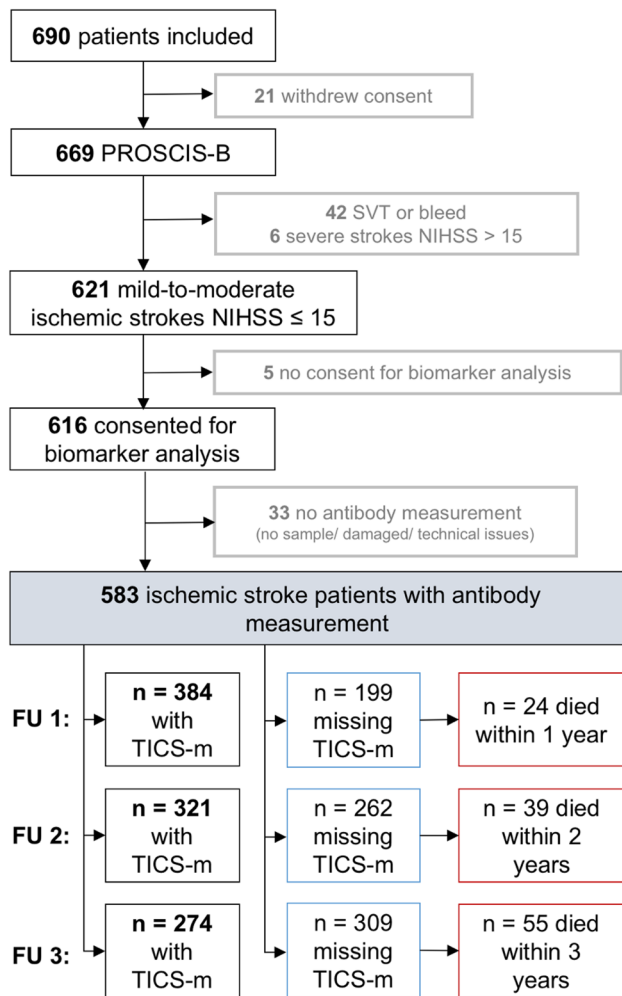 690 patients included
21 withdrew consent
669 PROSCIS-B
42 SVT or bleed
6 severe strokes NIHSS > 15
621 mild-to-moderate
ischemic strokes NIHSS ≤ 15
5 no consent for biomarker analysis
616 consented for
biomarker analysis
33 no antibody measurement
(no sample/ damaged/ technical issues)
583 ischemic stroke patients with antibody
measurement
FU 1:
n = 384
with
TICS-m
n = 199
missing
TICS-m
n = 24 died
within 1 year
FU 2:
n = 321
with
TICS-m
n = 262
missing
TICS-m
n = 39 died
within 2
years
FU 3:
n = 274
with
TICS-m
n = 309
missing
TICS-m
n = 55 died
within 3
years